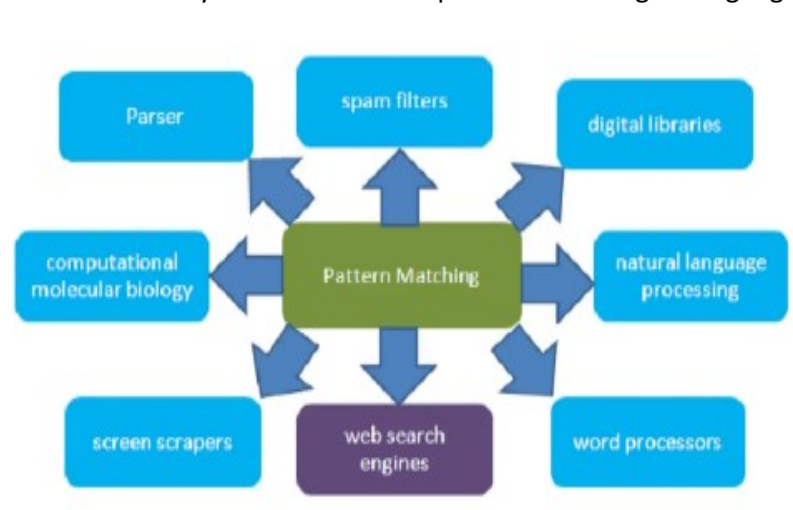 Parser
spam filters
digital libraries
computational
molecular biology
Pattern Matching
natural language
processing
screen scrapers
web search
engines
word processors